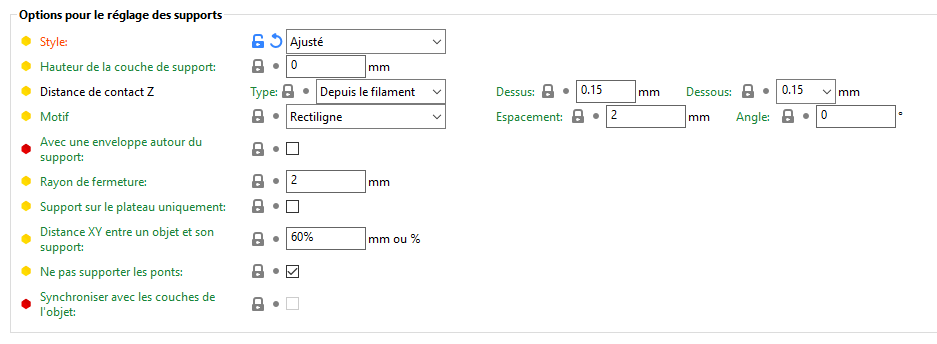 Options pour le réglage des supports
Style: Ajusté
Hauteur de la couche de support: 0 mm
Distance de contact Z Type: Depuis le filament Dessus: 0.15 mm Dessous: 0.15 mm
Motif Rectiligne Espacement: 2 mm Angle: 0 °
Avec une enveloppe autour du
support:
Rayon de fermeture: 2 mm
Support sur le plateau uniquement:
Distance XY entre un objet et son
support: 60% mm ou %
Ne pas supporter les ponts:
Synchroniser avec les couches de
l'objet: